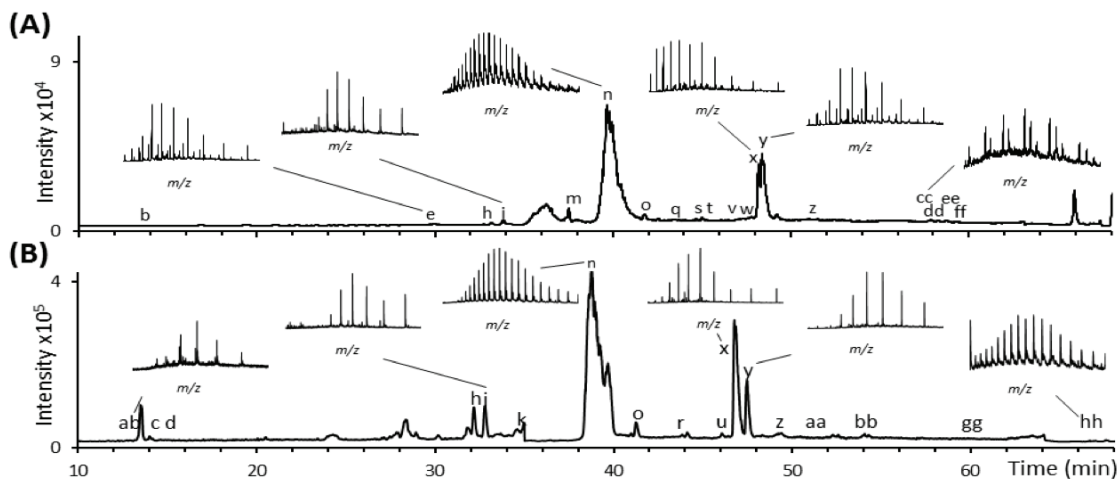 (A)
Intensity x10⁴
9
0
m/z
m/z
m/z
m/z
m/z
m/z
b
e
h
i
m
n
o
q
s
t
v
w
x
y
z
cc
dd
ee
ff
(B)
Intensity x10⁵
4
0
m/z
m/z
m/z
m/z
m/z
m/z
ab
c
d
h
i
k
n
o
r
u
x
y
z
aa
bb
gg
hh
10 20 30 40 50 60 Time (min)